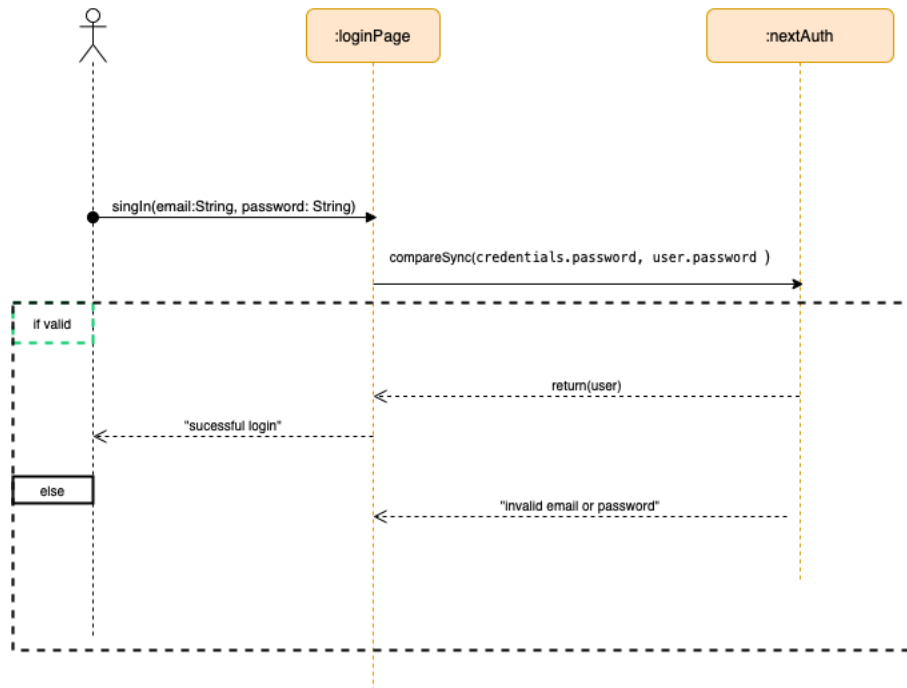 :loginPage
:nextAuth
singIn(email:String, password: String)
compareSync(credentials.password, user.password )
if valid
return(user)
"sucessful login"
else
"invalid email or password"